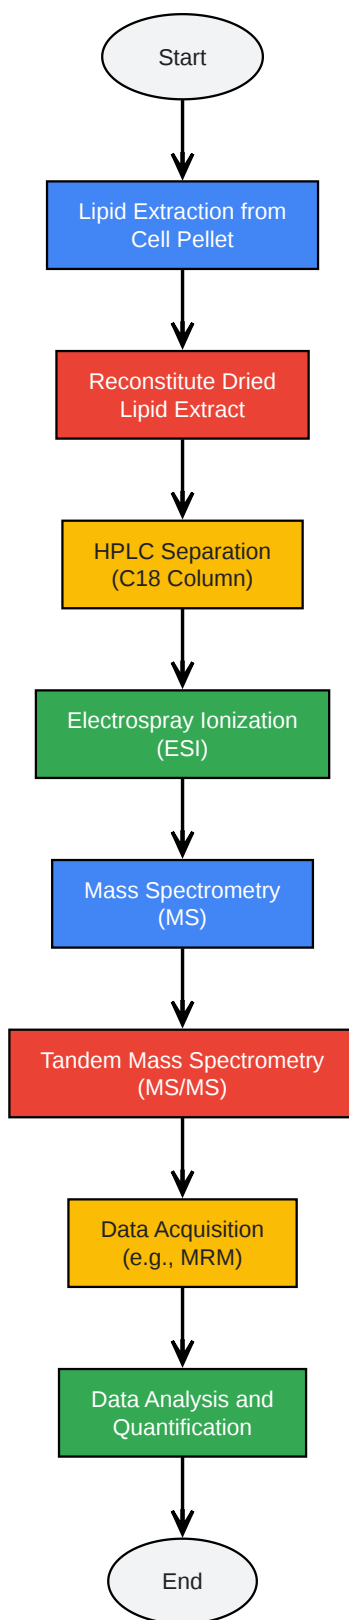 Start
Lipid Extraction from
Cell Pellet
Reconstitute Dried
Lipid Extract
HPLC Separation
(C18 Column)
Electrospray Ionization
(ESI)
Mass Spectrometry
(MS)
Tandem Mass Spectrometry
(MS/MS)
Data Acquisition
(e.g., MRM)
Data Analysis and
Quantification
End